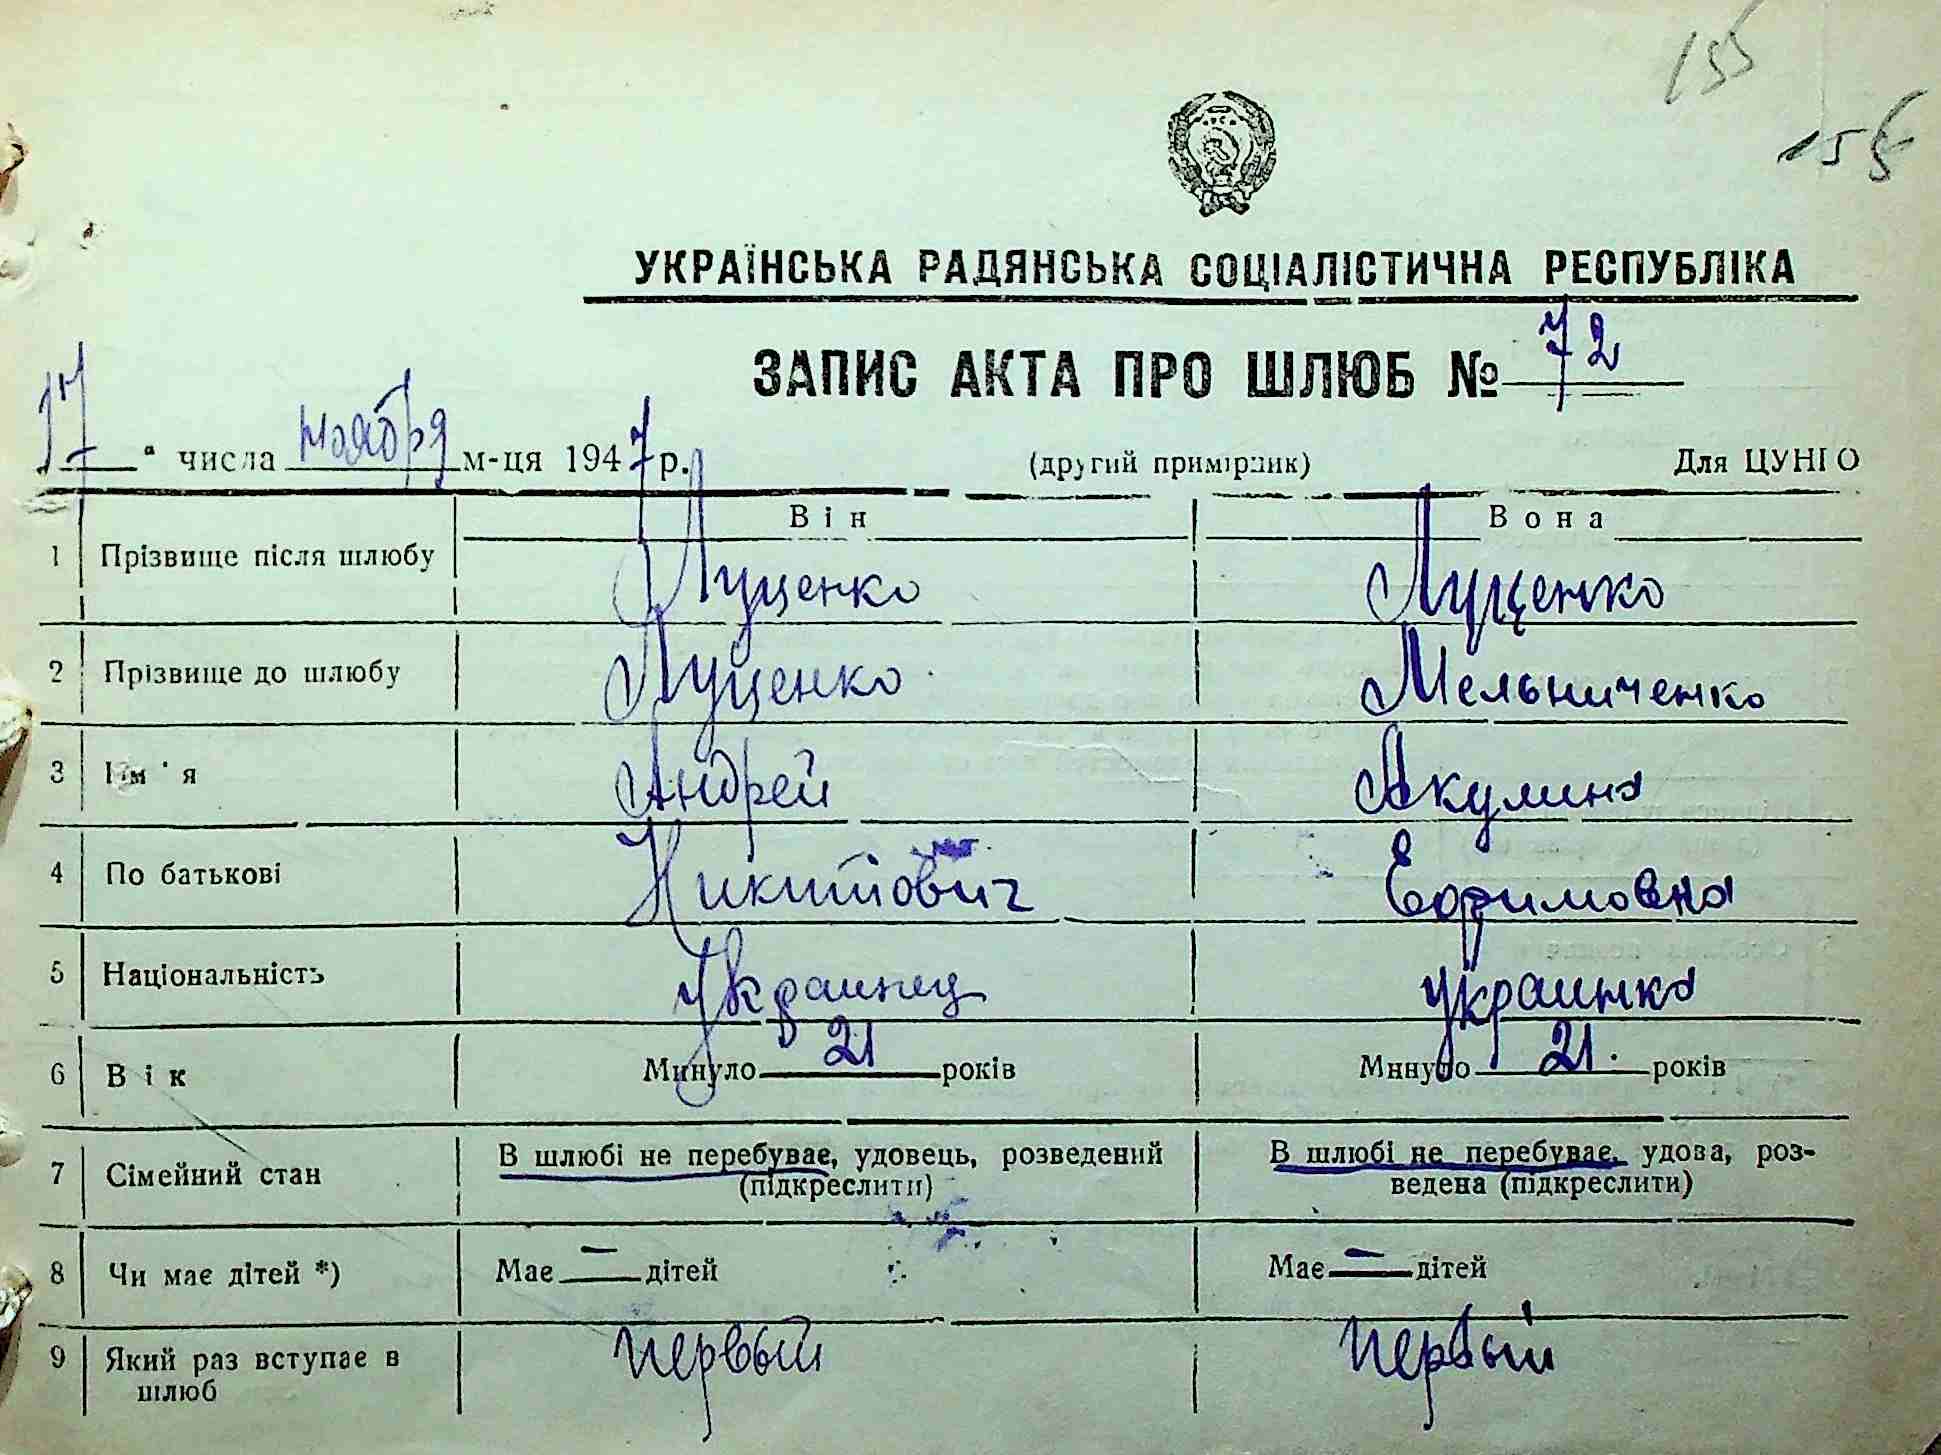 155
156
УКРАЇНСЬКА РАДЯНСЬКА СОЦІАЛІСТИЧНА РЕСПУБЛІКА
ЗАПИС АКТА ПРО ШЛЮБ № 72
17 " числа ноября м-ця 1947 р. (другий примірник) Для ЦУНГО
Він Вона
1 Прізвище після шлюбу Луценко Луценко
2 Прізвище до шлюбу Луценко Мельниченко
3 Ім'я Андрей Акулина
4 По батькові Никитович Ефимовна
5 Національність Украинец украинка
6 Вік Минуло 21 років Минуло 21 років
7 Сімейний стан В шлюбі не перебуває, удовець, розведений (підкреслити) В шлюбі не перебуває, удова, роз-
ведена (підкреслити)
8 Чи має дітей *) Має — дітей Має — дітей
9 Який раз вступає в шлюб первый первый